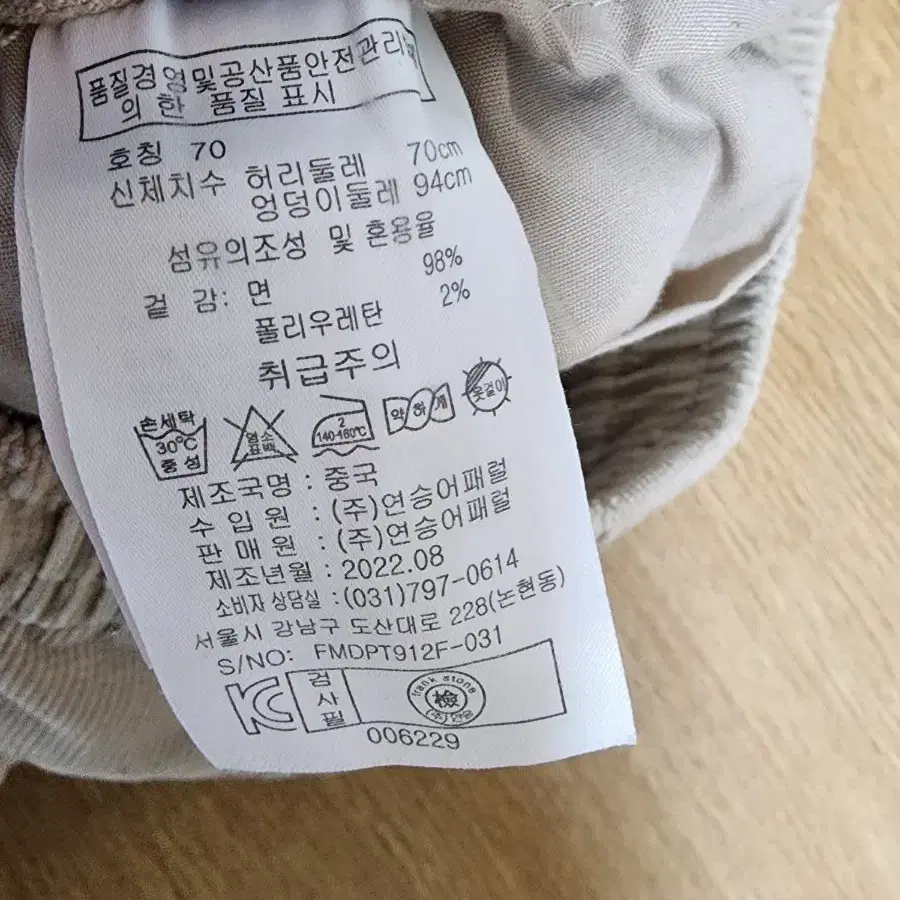 품질경영및공산품안전관리법
의 한 품질 표시
호칭 70
신체치수 허리둘레 70cm
엉덩이둘레 94cm
섬유의조성 및 혼용율
겉 감: 면 98%
폴리우레탄 2%
취급주의
손세탁
30℃
중성
염소
표백
2
140-160℃
약하게
옷걸이
제조국명 : 중국
수 입 원 : (주)연승어패럴
판 매 원 : (주)연승어패럴
제조년월 : 2022.08
소비자 상담실 : (031)797-0614
서울시 강남구 도산대로 228(논현동)
S/NO: FMDPT912F-031
KC
검사필
frank stone
檢
006229